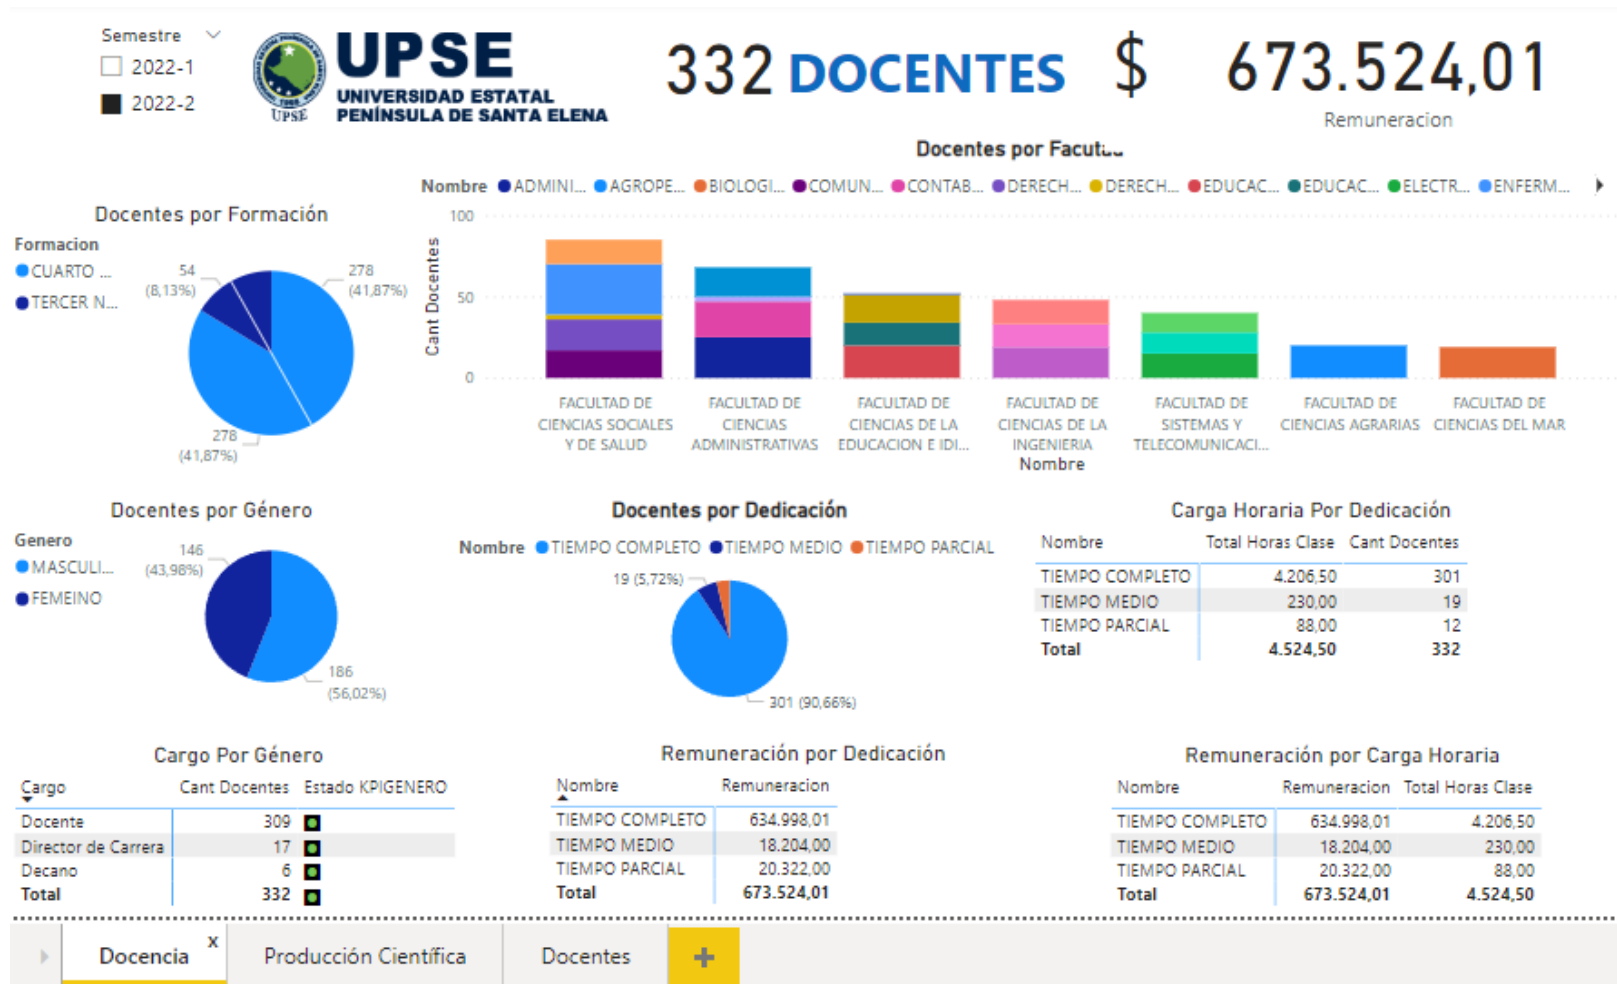 Semestre
2022-1
2022-2
UPSE
UPSE
UNIVERSIDAD ESTATAL
PENÍNSULA DE SANTA ELENA
332 DOCENTES
$ 673.524,01
Remuneracion
Docentes por Facut...
Nombre ADMINI... AGROPE... BIOLOGI... COMUN... CONTAB... DERECH... DERECH... EDUCAC... EDUCAC... ELECTR... ENFERM...
Cant Docentes
100
50
0
FACULTAD DE
CIENCIAS SOCIALES
Y DE SALUD
FACULTAD DE
CIENCIAS
ADMINISTRATIVAS
FACULTAD DE
CIENCIAS DE LA
EDUCACION E IDI...
FACULTAD DE
CIENCIAS DE LA
INGENIERIA
FACULTAD DE
SISTEMAS Y
TELECOMUNICACI...
FACULTAD DE
CIENCIAS AGRARIAS
FACULTAD DE
CIENCIAS DEL MAR
Nombre
Docentes por Formación
Formacion
CUARTO ...
TERCER N...
54
(8,13%)
278
(41,87%)
278
(41,87%)
Docentes por Género
Genero
MASCULI...
FEMEINO
146
(43,98%)
186
(56,02%)
Docentes por Dedicación
Nombre TIEMPO COMPLETO TIEMPO MEDIO TIEMPO PARCIAL
19 (5,72%)
301 (90,66%)
Carga Horaria Por Dedicación
Nombre Total Horas Clase Cant Docentes
TIEMPO COMPLETO 4.206,50 301
TIEMPO MEDIO 230,00 19
TIEMPO PARCIAL 88,00 12
Total 4.524,50 332
Cargo Por Género
Cargo Cant Docentes Estado KPIGENERO
Docente 309
Director de Carrera 17
Decano 6
Total 332
Remuneración por Dedicación
Nombre Remuneracion
TIEMPO COMPLETO 634.998,01
TIEMPO MEDIO 18.204,00
TIEMPO PARCIAL 20.322,00
Total 673.524,01
Remuneración por Carga Horaria
Nombre Remuneracion Total Horas Clase
TIEMPO COMPLETO 634.998,01 4.206,50
TIEMPO MEDIO 18.204,00 230,00
TIEMPO PARCIAL 20.322,00 88,00
Total 673.524,01 4.524,50
Docencia x
Producción Científica
Docentes
+